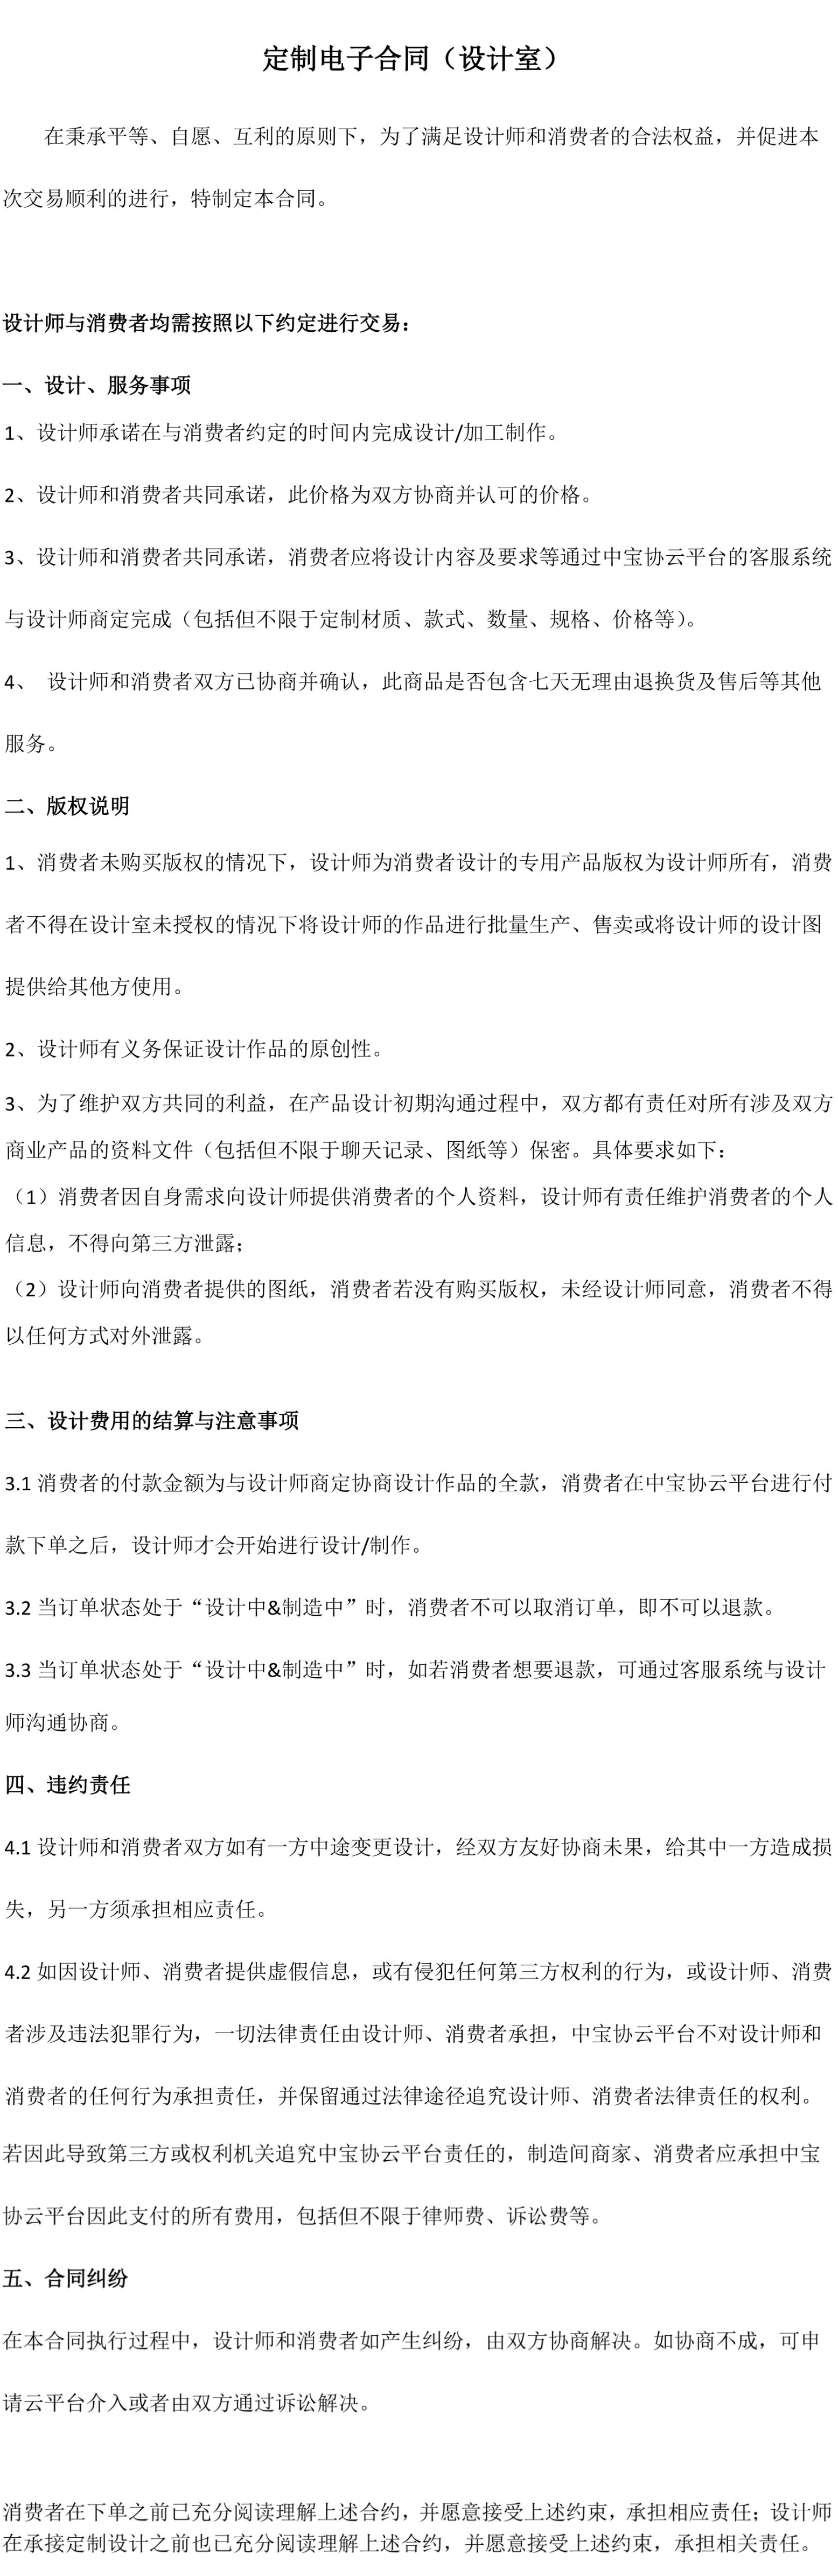 定制电子合同（设计室）
在秉承平等、自愿、互利的原则下，为了满足设计师和消费者的合法权益，并促进本
次交易顺利的进行，特制定本合同。
设计师与消费者均需按照以下约定进行交易：
一、设计、服务事项
1、设计师承诺在与消费者约定的时间内完成设计/加工制作。
2、设计师和消费者共同承诺，此价格为双方协商并认可的价格。
3、设计师和消费者共同承诺，消费者应将设计内容及要求等通过中宝协云平台的客服系统
与设计师商定完成（包括但不限于定制材质、款式、数量、规格、价格等）。
4、 设计师和消费者双方已协商并确认，此商品是否包含七天无理由退换货及售后等其他
服务。
二、版权说明
1、消费者未购买版权的情况下，设计师为消费者设计的专用产品版权为设计师所有，消费
者不得在设计室未授权的情况下将设计师的作品进行批量生产、售卖或将设计师的设计图
提供给其他方使用。
2、设计师有义务保证设计作品的原创性。
3、为了维护双方共同的利益，在产品设计初期沟通过程中，双方都有责任对所有涉及双方
商业产品的资料文件（包括但不限于聊天记录、图纸等）保密。具体要求如下：
（1）消费者因自身需求向设计师提供消费者的个人资料，设计师有责任维护消费者的个人
信息，不得向第三方泄露；
（2）设计师向消费者提供的图纸，消费者若没有购买版权，未经设计师同意，消费者不得
以任何方式对外泄露。
三、设计费用的结算与注意事项
3.1 消费者的付款金额为与设计师商定协商设计作品的全款，消费者在中宝协云平台进行付
款下单之后，设计师才会开始进行设计/制作。
3.2 当订单状态处于“设计中&制造中”时，消费者不可以取消订单，即不可以退款。
3.3 当订单状态处于“设计中&制造中”时，如若消费者想要退款，可通过客服系统与设计
师沟通协商。
四、违约责任
4.1 设计师和消费者双方如有一方中途变更设计，经双方友好协商未果，给其中一方造成损
失，另一方须承担相应责任。
4.2 如因设计师、消费者提供虚假信息，或有侵犯任何第三方权利的行为，或设计师、消费
者涉及违法犯罪行为，一切法律责任由设计师、消费者承担，中宝协云平台不对设计师和
消费者的任何行为承担责任，并保留通过法律途径追究设计师、消费者法律责任的权利。
若因此导致第三方或权利机关追究中宝协云平台责任的，制造间商家、消费者应承担中宝
协云平台因此支付的所有费用，包括但不限于律师费、诉讼费等。
五、合同纠纷
在本合同执行过程中，设计师和消费者如产生纠纷，由双方协商解决。如协商不成，可申
请云平台介入或者由双方通过诉讼解决。
消费者在下单之前已充分阅读理解上述合约，并愿意接受上述约束，承担相应责任；设计师
在承接定制设计之前也已充分阅读理解上述合约，并愿意接受上述约束，承担相关责任。